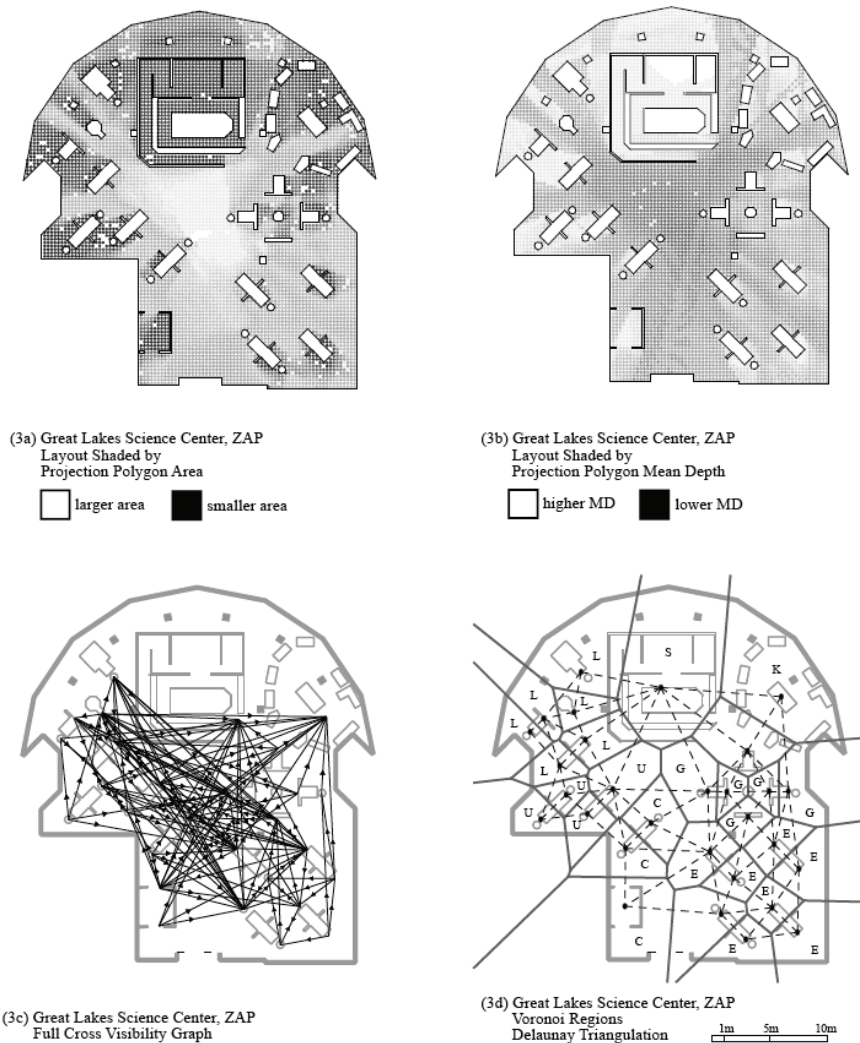 (3a) Great Lakes Science Center, ZAP
Layout Shaded by
Projection Polygon Area
larger area smaller area
(3b) Great Lakes Science Center, ZAP
Layout Shaded by
Projection Polygon Mean Depth
higher MD lower MD
S
L
K
L
L
L
L
L
U G
U G G
C
U G
U G
E
C E
E E
E
C
E E
(3c) Great Lakes Science Center, ZAP
Full Cross Visibility Graph
(3d) Great Lakes Science Center, ZAP
Voronoi Regions
Delaunay Triangulation
1m 5m 10m